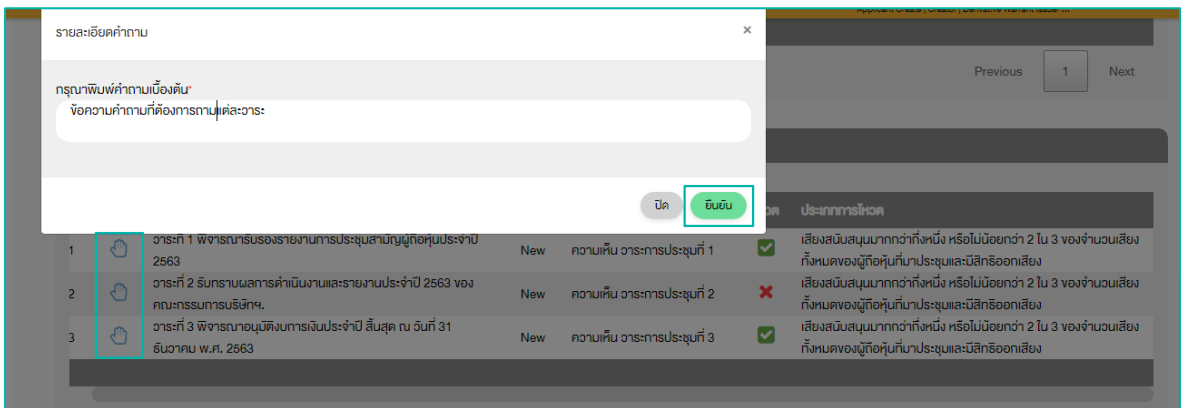 Applicant Create | Creator | Derivative Warrant Issuer ...
รายละเอียดคำถาม
×
Previous 1 Next
กรุณาพิมพ์คำถามเบื้องต้น*
ข้อความคำถามที่ต้องการถามแต่ละวาระ
ปิด ยืนยัน
ประเภทการโหวต
1 วาระที่ 1 พิจารณารับรองรายงานการประชุมสามัญผู้ถือหุ้นประจำปี 2563 New ความเห็น วาระการประชุมที่ 1 เสียงสนับสนุนมากกว่ากึ่งหนึ่ง หรือไม่น้อยกว่า 2 ใน 3 ของจำนวนเสียง
ทั้งหมดของผู้ถือหุ้นที่มาประชุมและมีสิทธิออกเสียง
2 วาระที่ 2 รับทราบผลการดำเนินงานและรายงานประจำปี 2563 ของ
คณะกรรมการบริษัทฯ. New ความเห็น วาระการประชุมที่ 2 เสียงสนับสนุนมากกว่ากึ่งหนึ่ง หรือไม่น้อยกว่า 2 ใน 3 ของจำนวนเสียง
ทั้งหมดของผู้ถือหุ้นที่มาประชุมและมีสิทธิออกเสียง
3 วาระที่ 3 พิจารณาอนุมัติงบการเงินประจำปี สิ้นสุด ณ วันที่ 31
ธันวาคม พ.ศ. 2563 New ความเห็น วาระการประชุมที่ 3 เสียงสนับสนุนมากกว่ากึ่งหนึ่ง หรือไม่น้อยกว่า 2 ใน 3 ของจำนวนเสียง
ทั้งหมดของผู้ถือหุ้นที่มาประชุมและมีสิทธิออกเสียง